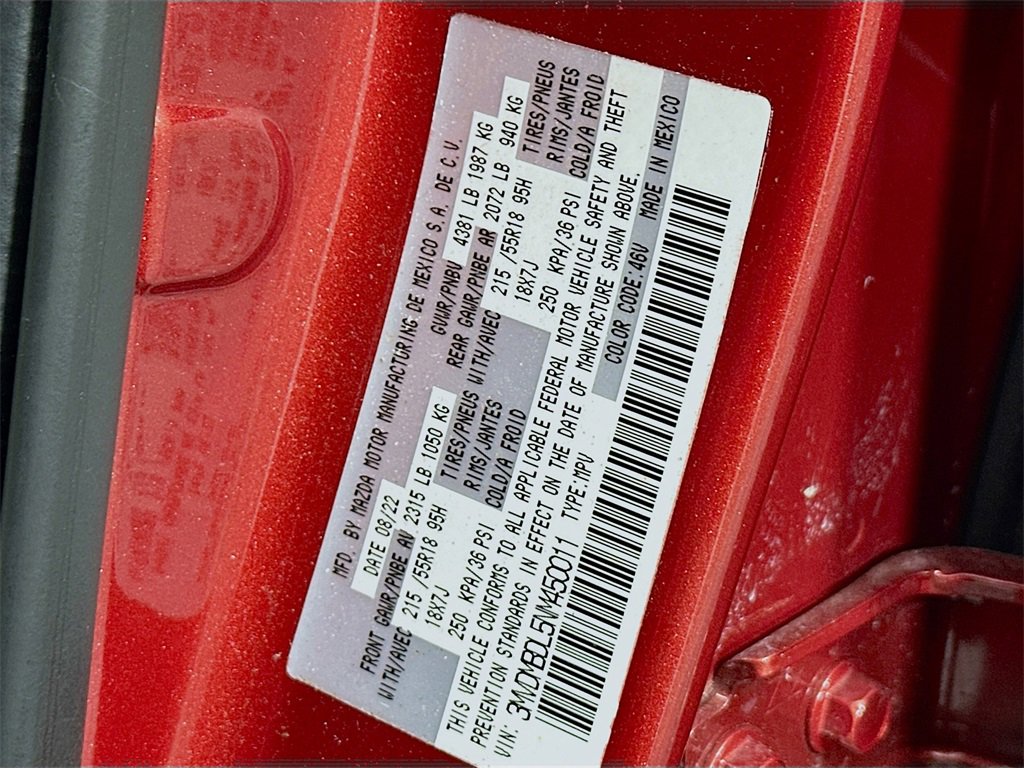 MFD. BY MAZDA MOTOR MANUFACTURING DE MEXICO S.A. DE C.V.
DATE 08/22 GVWR/PNBV 4381 LB 1987 KG
FRONT GAWR/PNBE AV 2315 LB 1050 KG REAR GAWR/PNBE AR 2072 LB 940 KG
WITH/AVEC 215 /55R18 95H TIRES/PNEUS WITH/AVEC 215 /55R18 95H TIRES/PNEUS
18X7J RIMS/JANTES 18X7J RIMS/JANTES
250 KPA/36 PSI COLD/A FROID 250 KPA/36 PSI COLD/A FROID
THIS VEHICLE CONFORMS TO ALL APPLICABLE FEDERAL MOTOR VEHICLE SAFETY AND THEFT
PREVENTION STANDARDS IN EFFECT ON THE DATE OF MANUFACTURE SHOWN ABOVE.
VIN: 3MVDMBDL5NM450011 TYPE:MPV COLOR CODE:46V MADE IN MEXICO